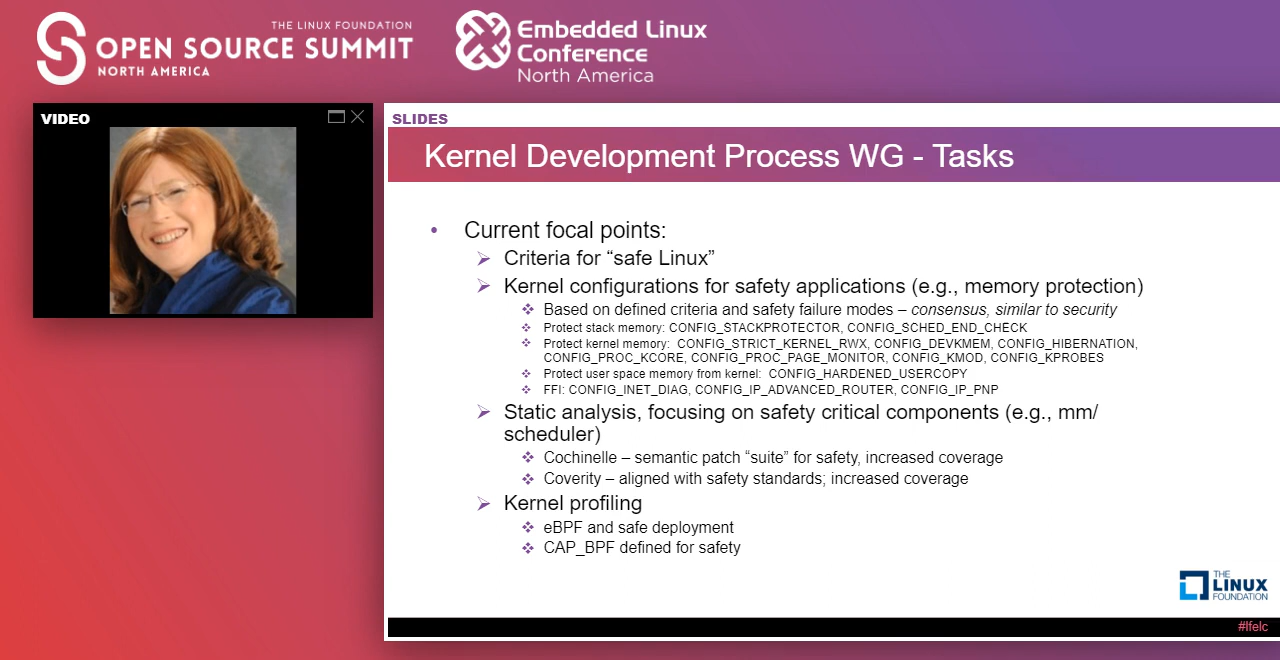 THE LINUX FOUNDATION
OPEN SOURCE SUMMIT
NORTH AMERICA
Embedded Linux
Conference
North America
VIDEO
SLIDES
Kernel Development Process WG - Tasks
• Current focal points:
➢ Criteria for “safe Linux”
➢ Kernel configurations for safety applications (e.g., memory protection)
❖ Based on defined criteria and safety failure modes – consensus, similar to security
❖ Protect stack memory: CONFIG_STACKPROTECTOR, CONFIG_SCHED_END_CHECK
❖ Protect kernel memory: CONFIG_STRICT_KERNEL_RWX, CONFIG_DEVKMEM, CONFIG_HIBERNATION,
CONFIG_PROC_KCORE, CONFIG_PROC_PAGE_MONITOR, CONFIG_KMOD, CONFIG_KPROBES
❖ Protect user space memory from kernel: CONFIG_HARDENED_USERCOPY
❖ FFI: CONFIG_INET_DIAG, CONFIG_IP_ADVANCED_ROUTER, CONFIG_IP_PNP
➢ Static analysis, focusing on safety critical components (e.g., mm/
scheduler)
❖ Cochinelle – semantic patch “suite” for safety, increased coverage
❖ Coverity – aligned with safety standards; increased coverage
➢ Kernel profiling
❖ eBPF and safe deployment
❖ CAP_BPF defined for safety
THE
LINUX
FOUNDATION
#lfelc